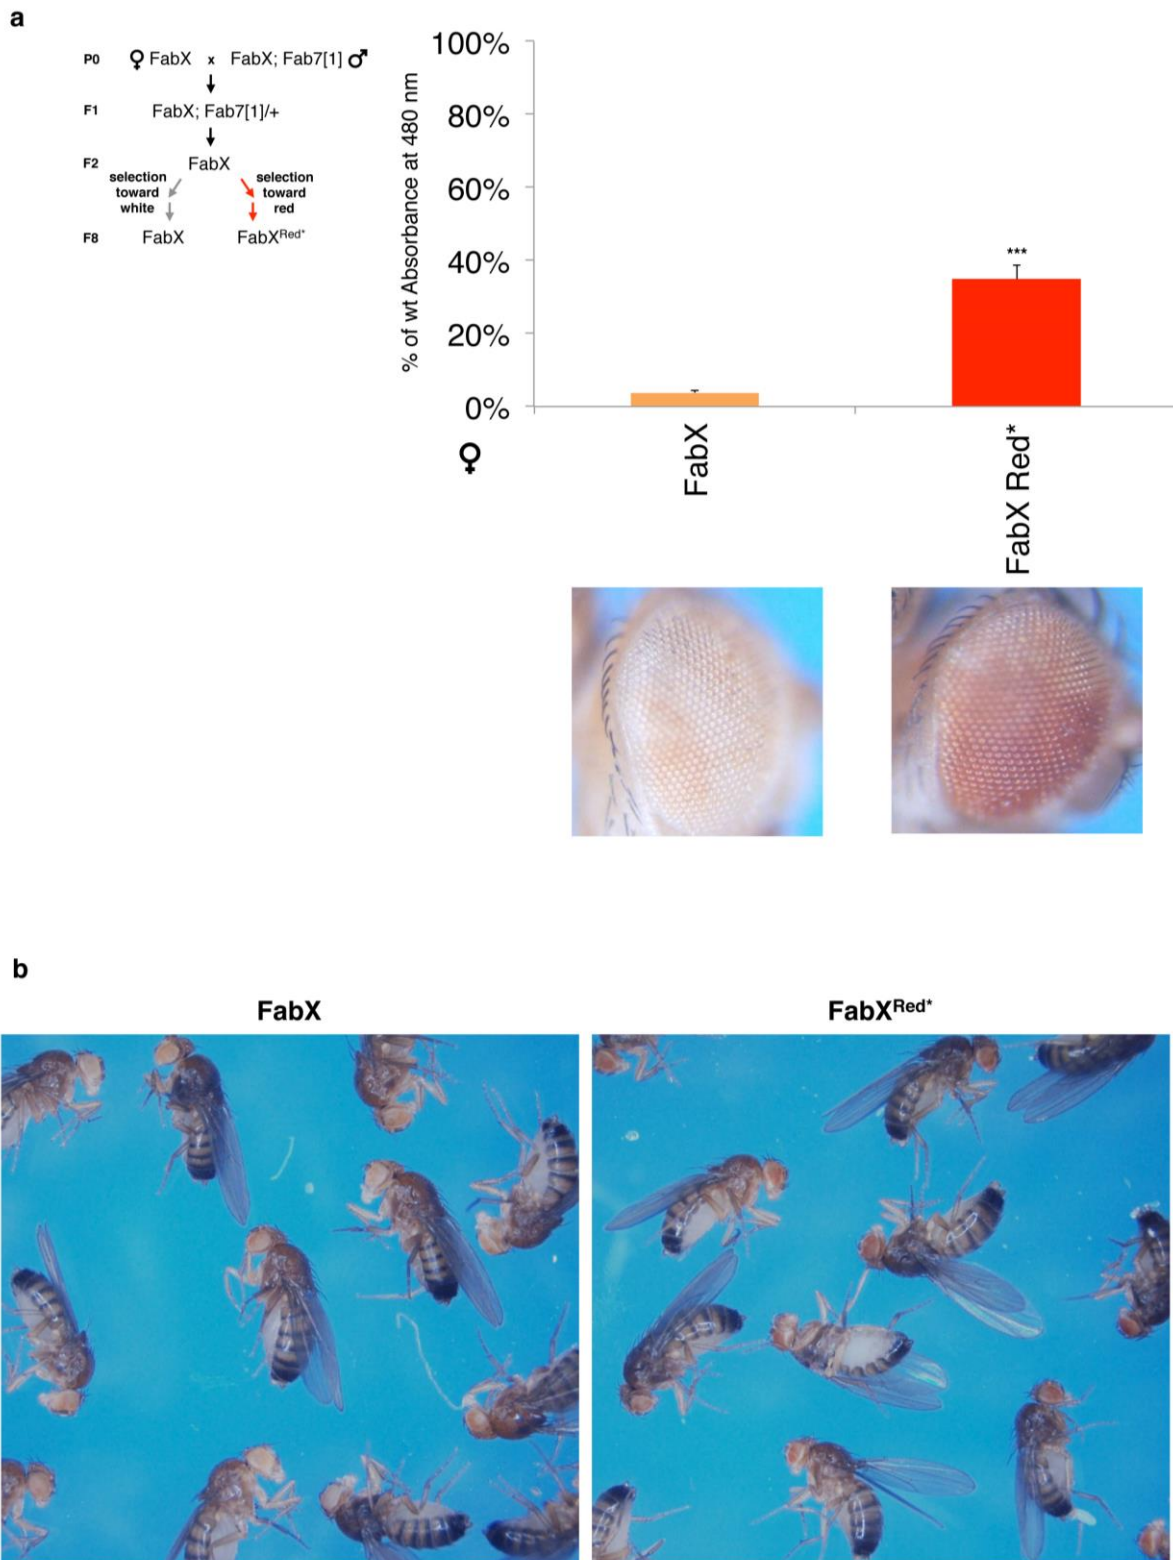 a
P0 ♀ FabX x FabX; Fab7[1] ♂
F1 FabX; Fab7[1]/+
F2 FabX
selection toward white
selection toward red
F8 FabX FabXRed*
% of wt Absorbance at 480 nm
100%
80%
60%
40%
20%
0%
***
♀
FabX
FabX Red*
b
FabX
FabXRed*